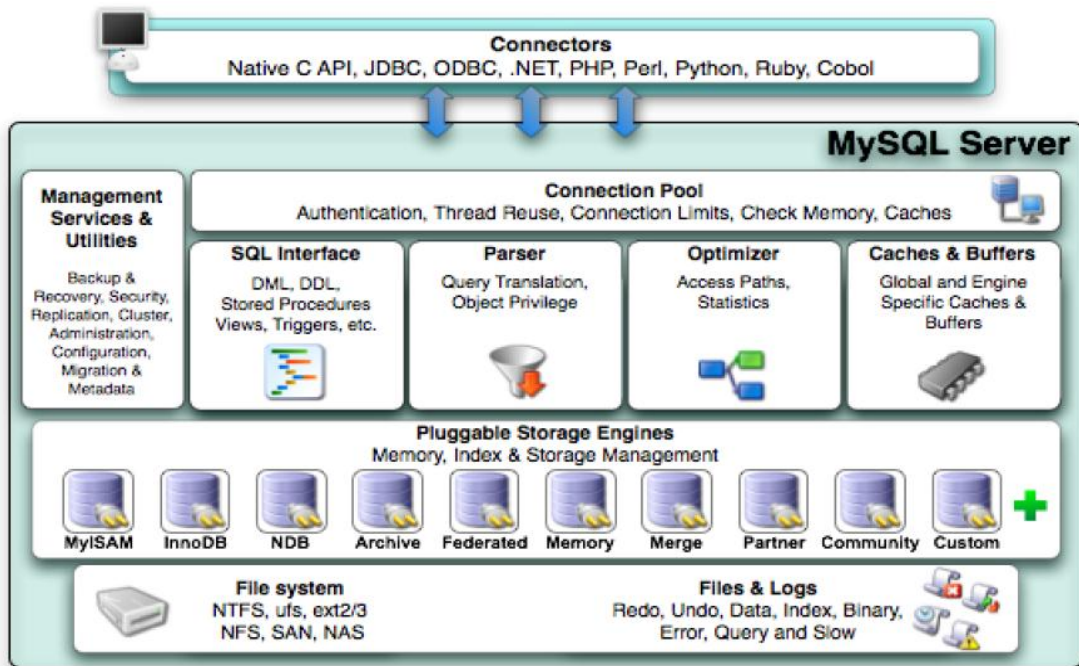 Connectors
Native C API, JDBC, ODBC, .NET, PHP, Perl, Python, Ruby, Cobol
MySQL Server
Management
Services &
Utilities
Backup &
Recovery, Security,
Replication, Cluster,
Administration,
Configuration,
Migration &
Metadata
Connection Pool
Authentication, Thread Reuse, Connection Limits, Check Memory, Caches
SQL Interface
DML, DDL,
Stored Procedures
Views, Triggers, etc.
Parser
Query Translation,
Object Privilege
Optimizer
Access Paths,
Statistics
Caches & Buffers
Global and Engine
Specific Caches &
Buffers
Pluggable Storage Engines
Memory, Index & Storage Management
MyISAM
InnoDB
NDB
Archive
Federated
Memory
Merge
Partner
Community
Custom
File system
NTFS, ufs, ext2/3
NFS, SAN, NAS
Files & Logs
Redo, Undo, Data, Index, Binary,
Error, Query and Slow